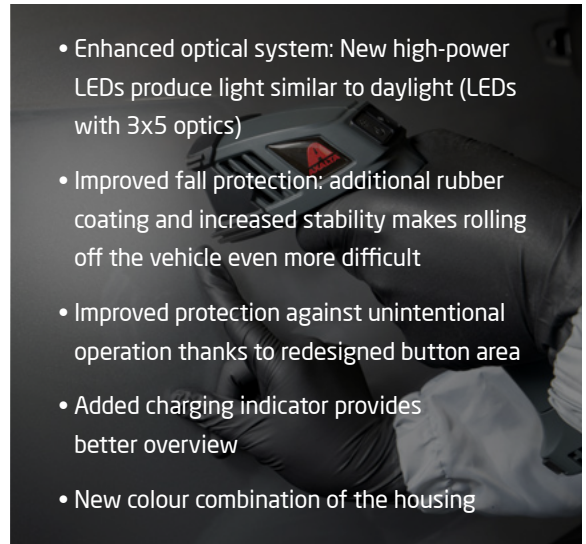 • Enhanced optical system: New high-power
LEDs produce light similar to daylight (LEDs
with 3x5 optics)
• Improved fall protection: additional rubber
coating and increased stability makes rolling
off the vehicle even more difficult
• Improved protection against unintentional
operation thanks to redesigned button area
• Added charging indicator provides
better overview
• New colour combination of the housing
AXALTA